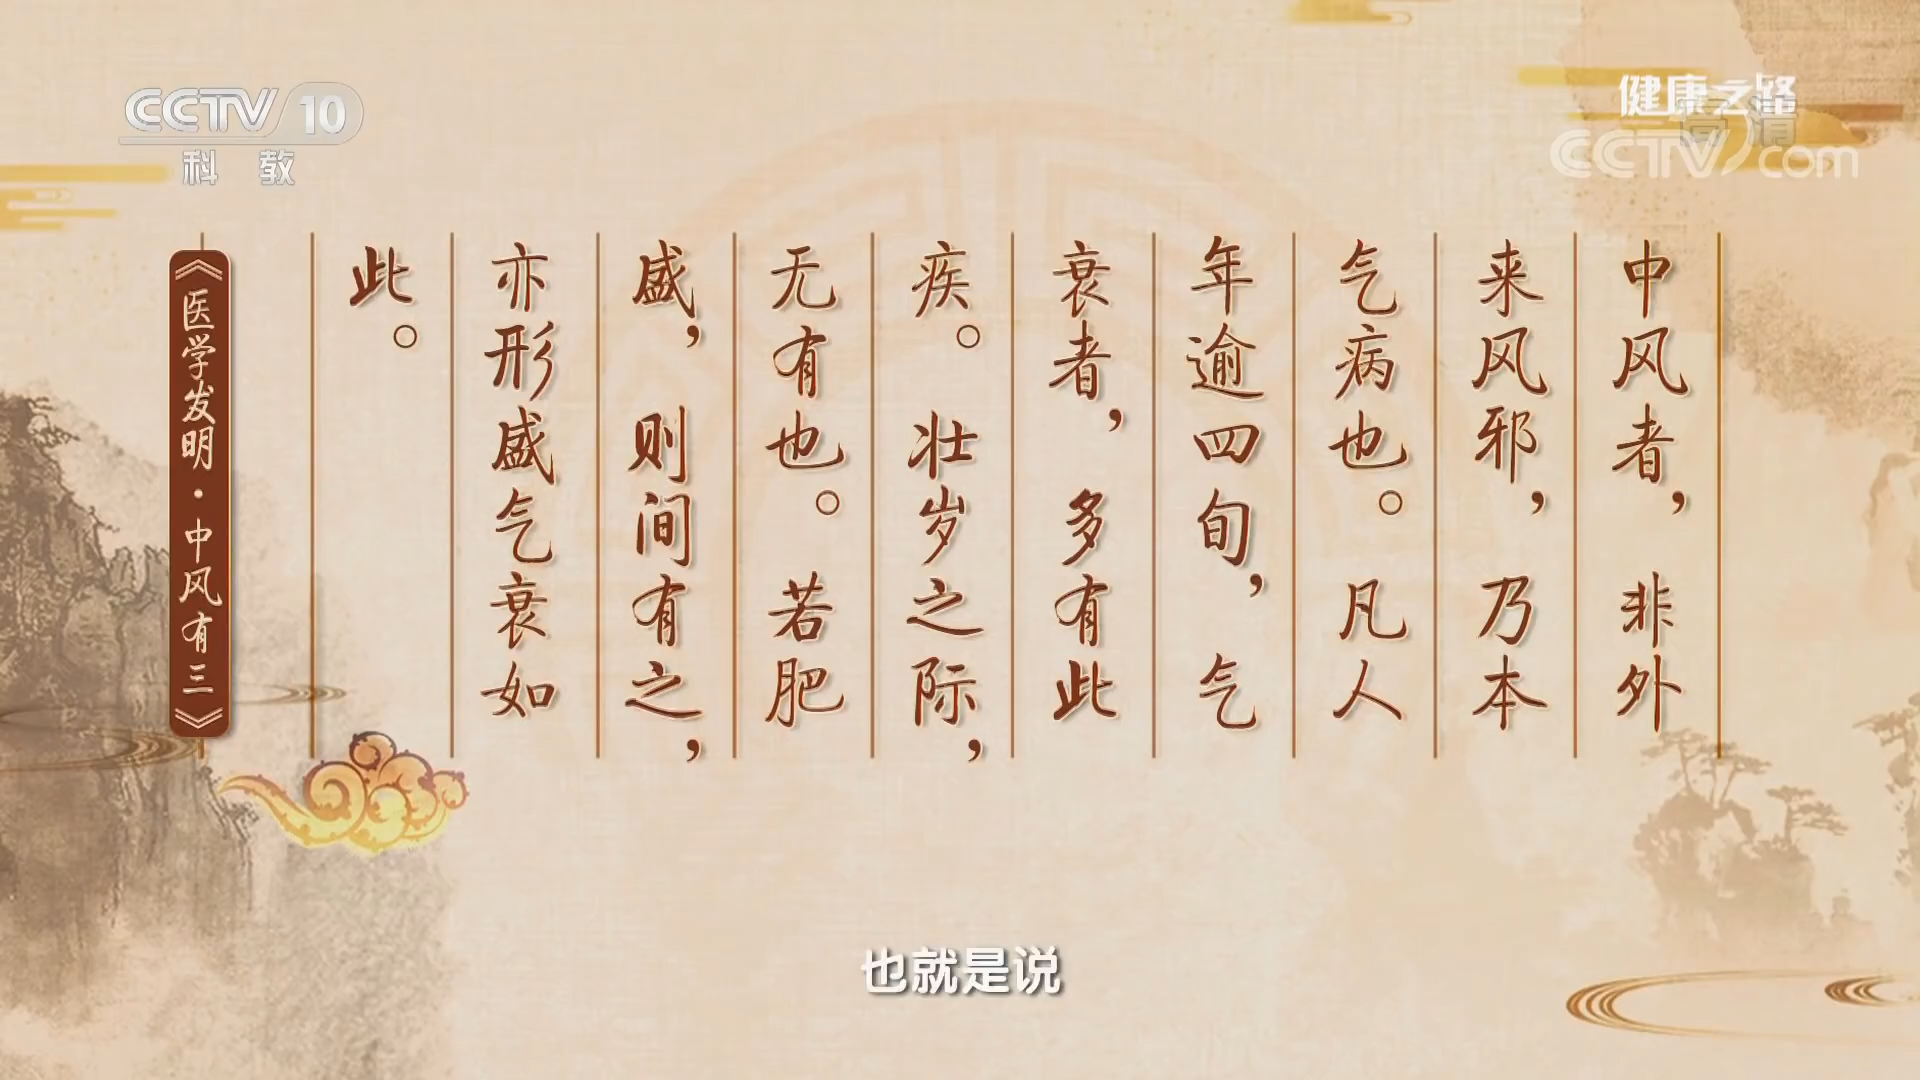 CCTV 10
科 教
健康之路
高清
CCTV com
中风者，非外
来风邪，乃本
气病也。凡人
年逾四旬，气
衰者，多有此
疾。壮岁之际，
无有也。若肥
盛，则间有之，
亦形盛气衰如
此。
《医学发明·中风有三》
也就是说